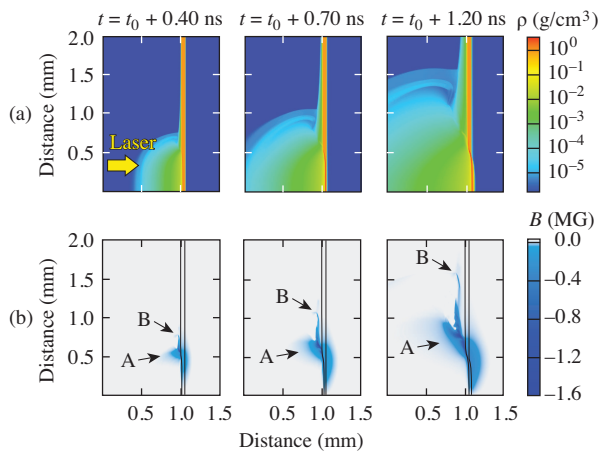 t = t0 + 0.40 ns t = t0 + 0.70 ns t = t0 + 1.20 ns ρ (g/cm³)
(a)
Distance (mm)
2.0
1.5
1.0
0.5
Laser
10⁰
10⁻¹
10⁻²
10⁻³
10⁻⁴
10⁻⁵
B (MG)
(b)
Distance (mm)
2.0
1.5
1.0
0.5
B
A
B
A
B
A
0.0
−0.4
−0.8
−1.2
−1.6
0.5 1.0 1.5 0.5 1.0 1.5 0.5 1.0 1.5
Distance (mm)